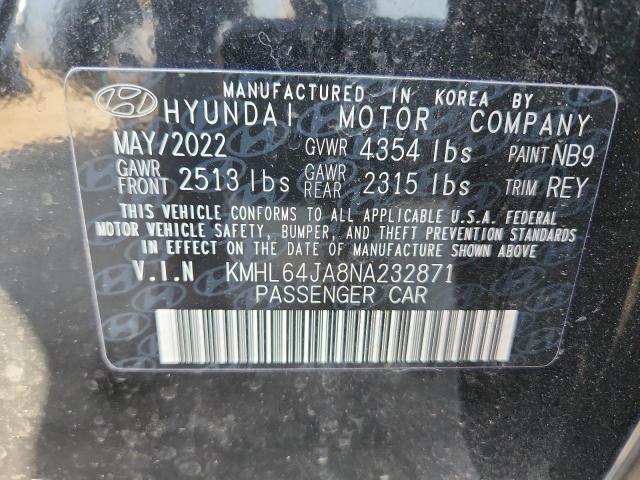 MANUFACTURED IN KOREA BY
HYUNDAI MOTOR COMPANY
MAY/2022 GVWR 4354 lbs PAINT NB9
GAWR FRONT 2513 lbs GAWR REAR 2315 lbs TRIM REY
THIS VEHICLE CONFORMS TO ALL APPLICABLE U.S.A. FEDERAL
MOTOR VEHICLE SAFETY, BUMPER, AND THEFT PREVENTION STANDARDS
IN EFFECT ON THE DATE OF MANUFACTURE SHOWN ABOVE
V.I.N KMHL64JA8NA232871
PASSENGER CAR